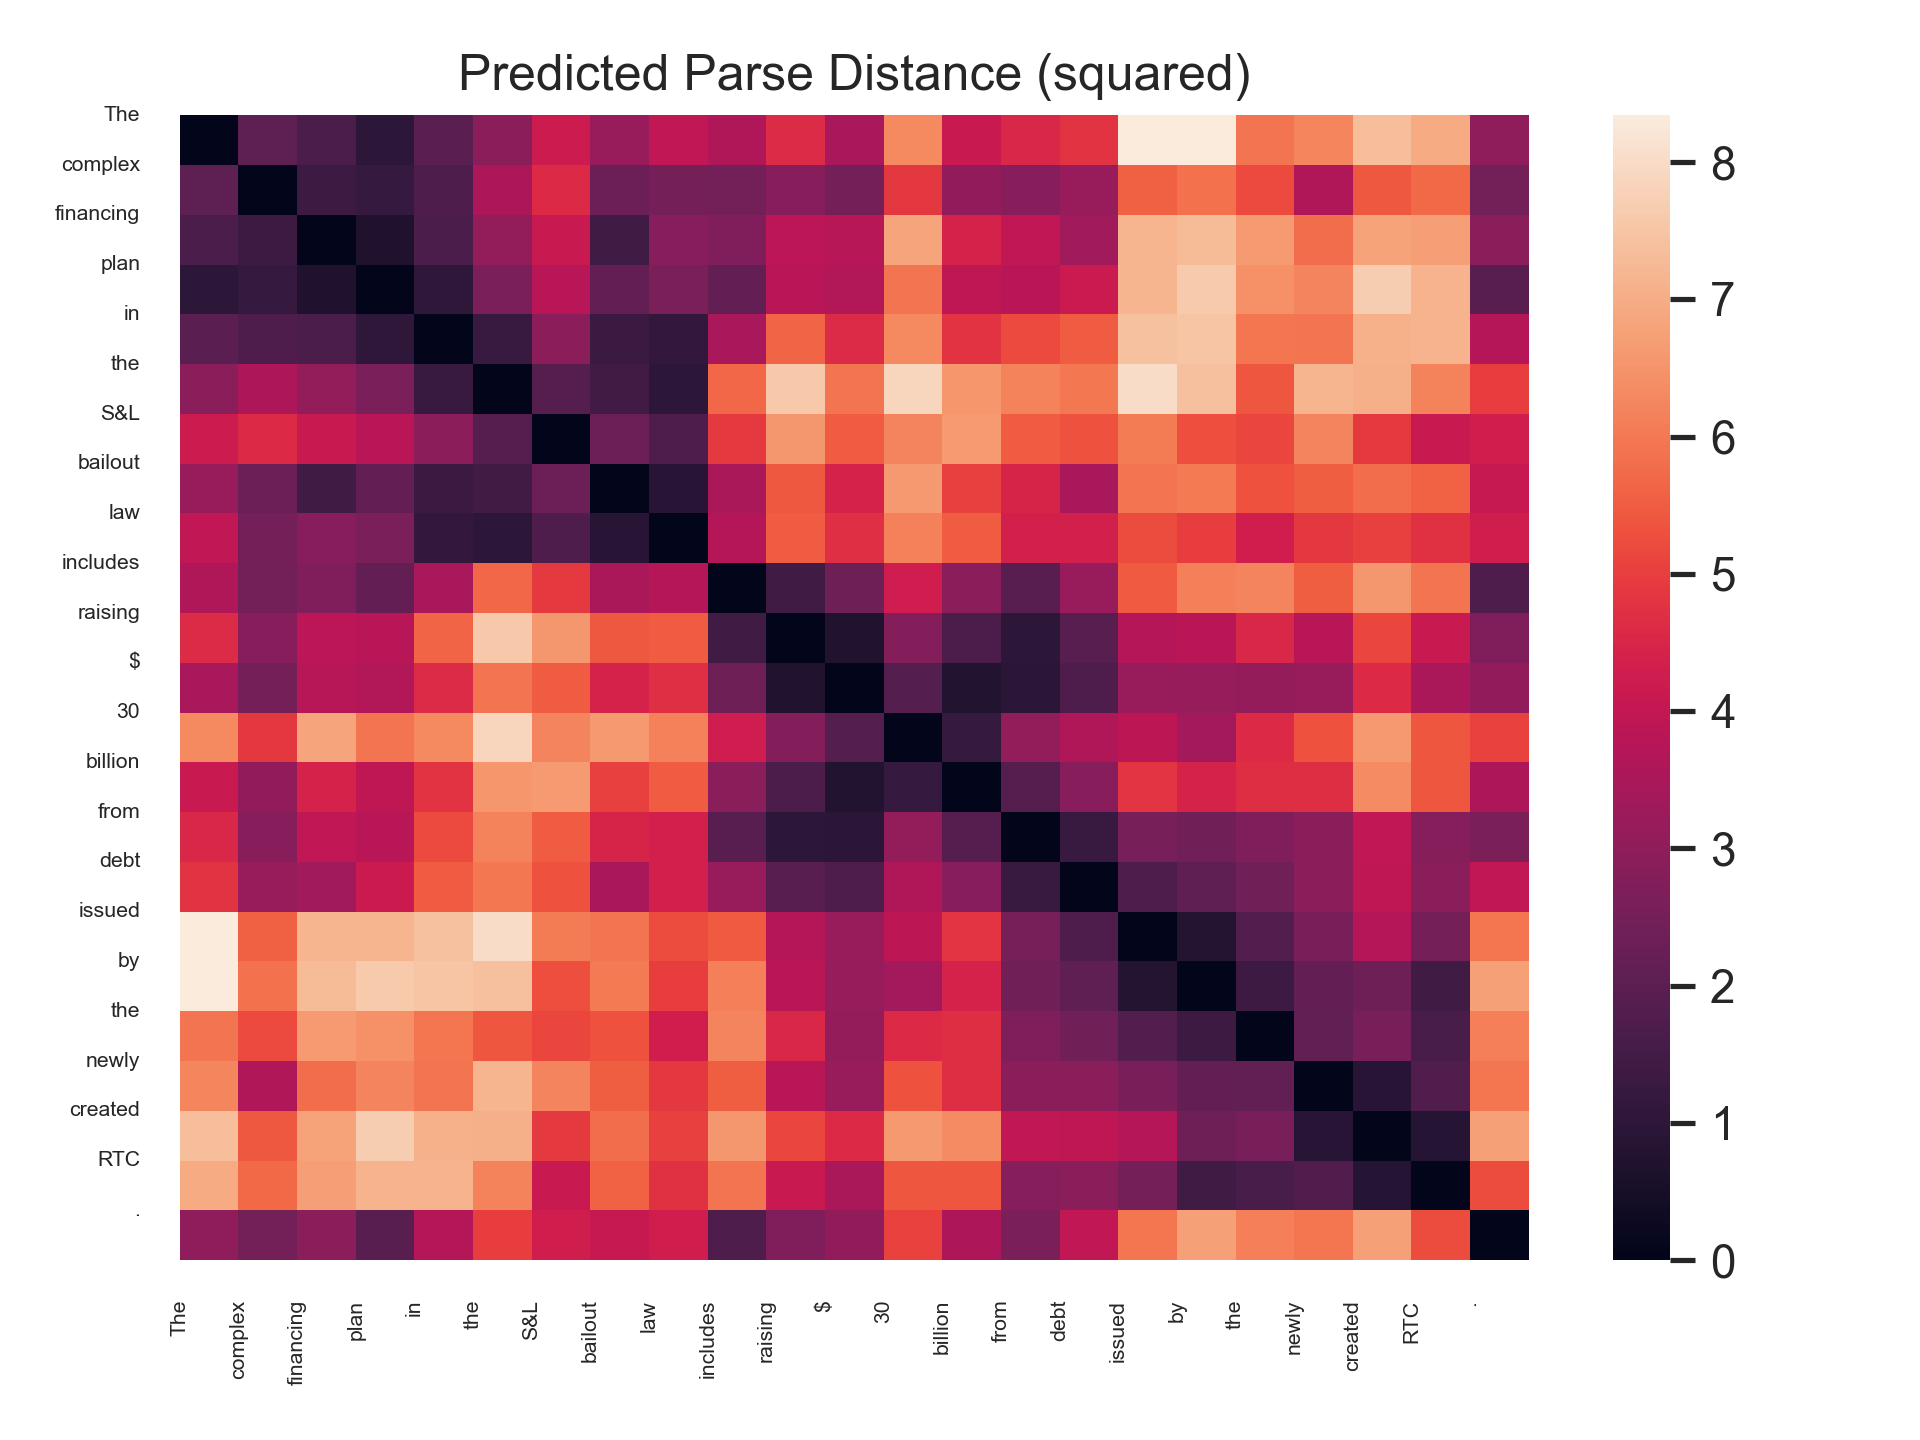 Predicted Parse Distance (squared)
The
complex
financing
plan
in
the
S&L
bailout
law
includes
raising
$
30
billion
from
debt
issued
by
the
newly
created
RTC
.
8
7
6
5
4
3
2
1
0
The
complex
financing
plan
in
the
S&L
bailout
law
includes
raising
$
30
billion
from
debt
issued
by
the
newly
created
RTC
.